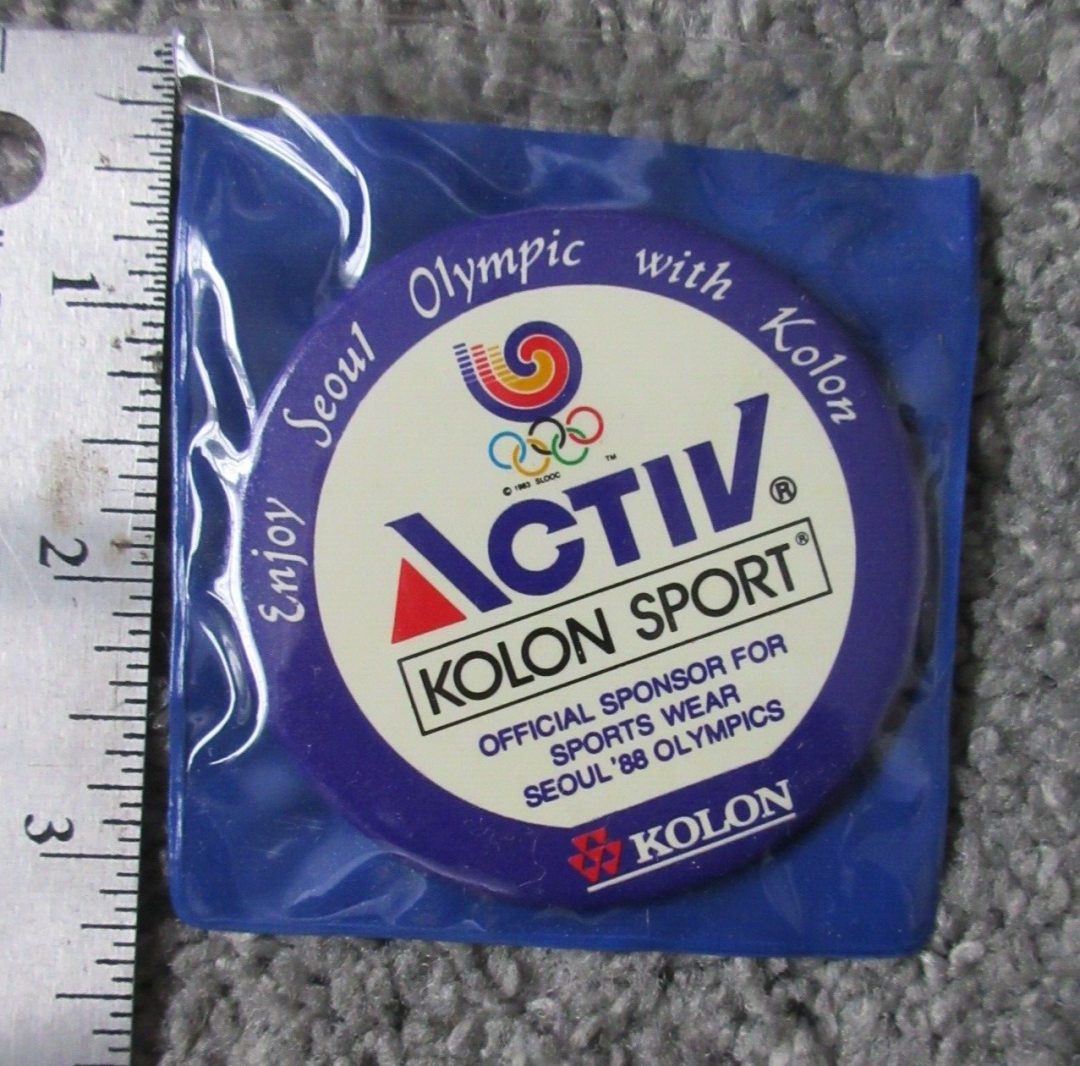 Enjoy Seoul Olympic with Kolon
© 1983 SLOOC
TM
ACTIV®
KOLON SPORT®
OFFICIAL SPONSOR FOR
SPORTS WEAR
SEOUL '88 OLYMPICS
KOLON
1
2
3